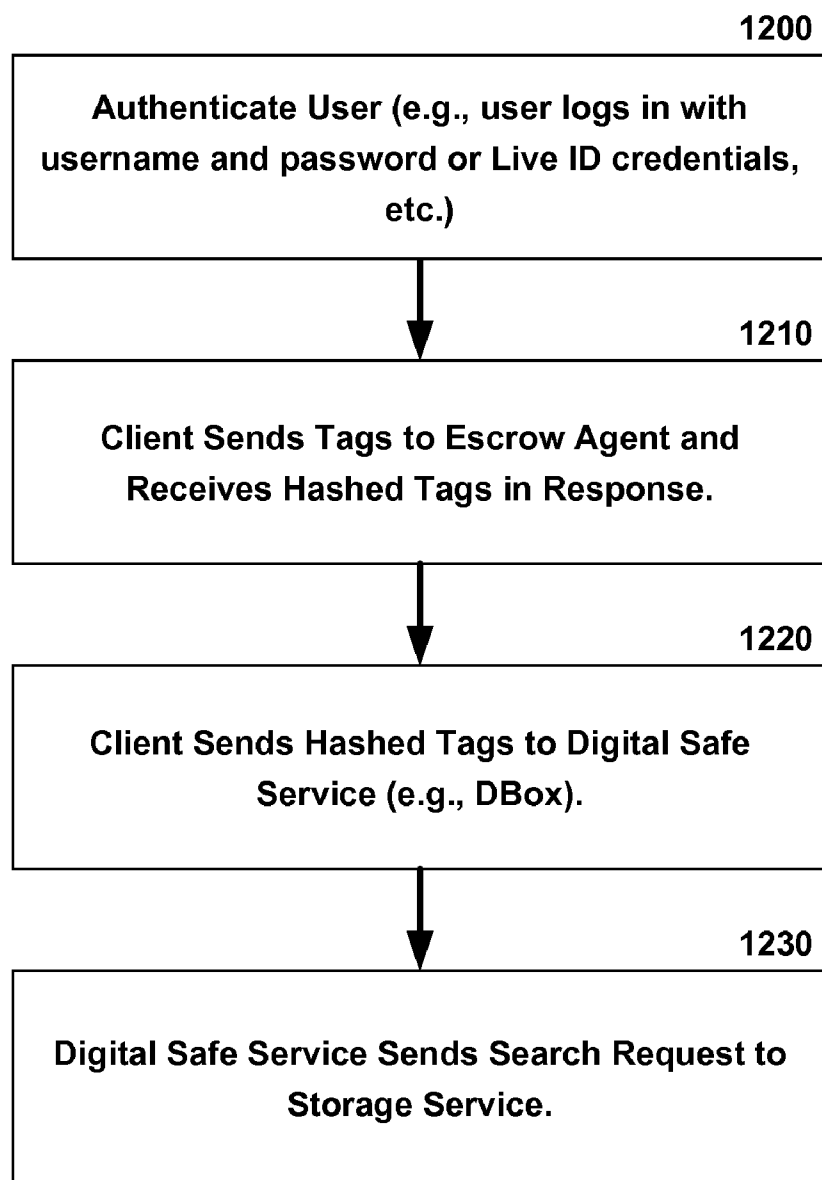 1200
Authenticate User (e.g., user logs in with
username and password or Live ID credentials,
etc.)
1210
Client Sends Tags to Escrow Agent and
Receives Hashed Tags in Response.
1220
Client Sends Hashed Tags to Digital Safe
Service (e.g., DBox).
1230
Digital Safe Service Sends Search Request to
Storage Service.